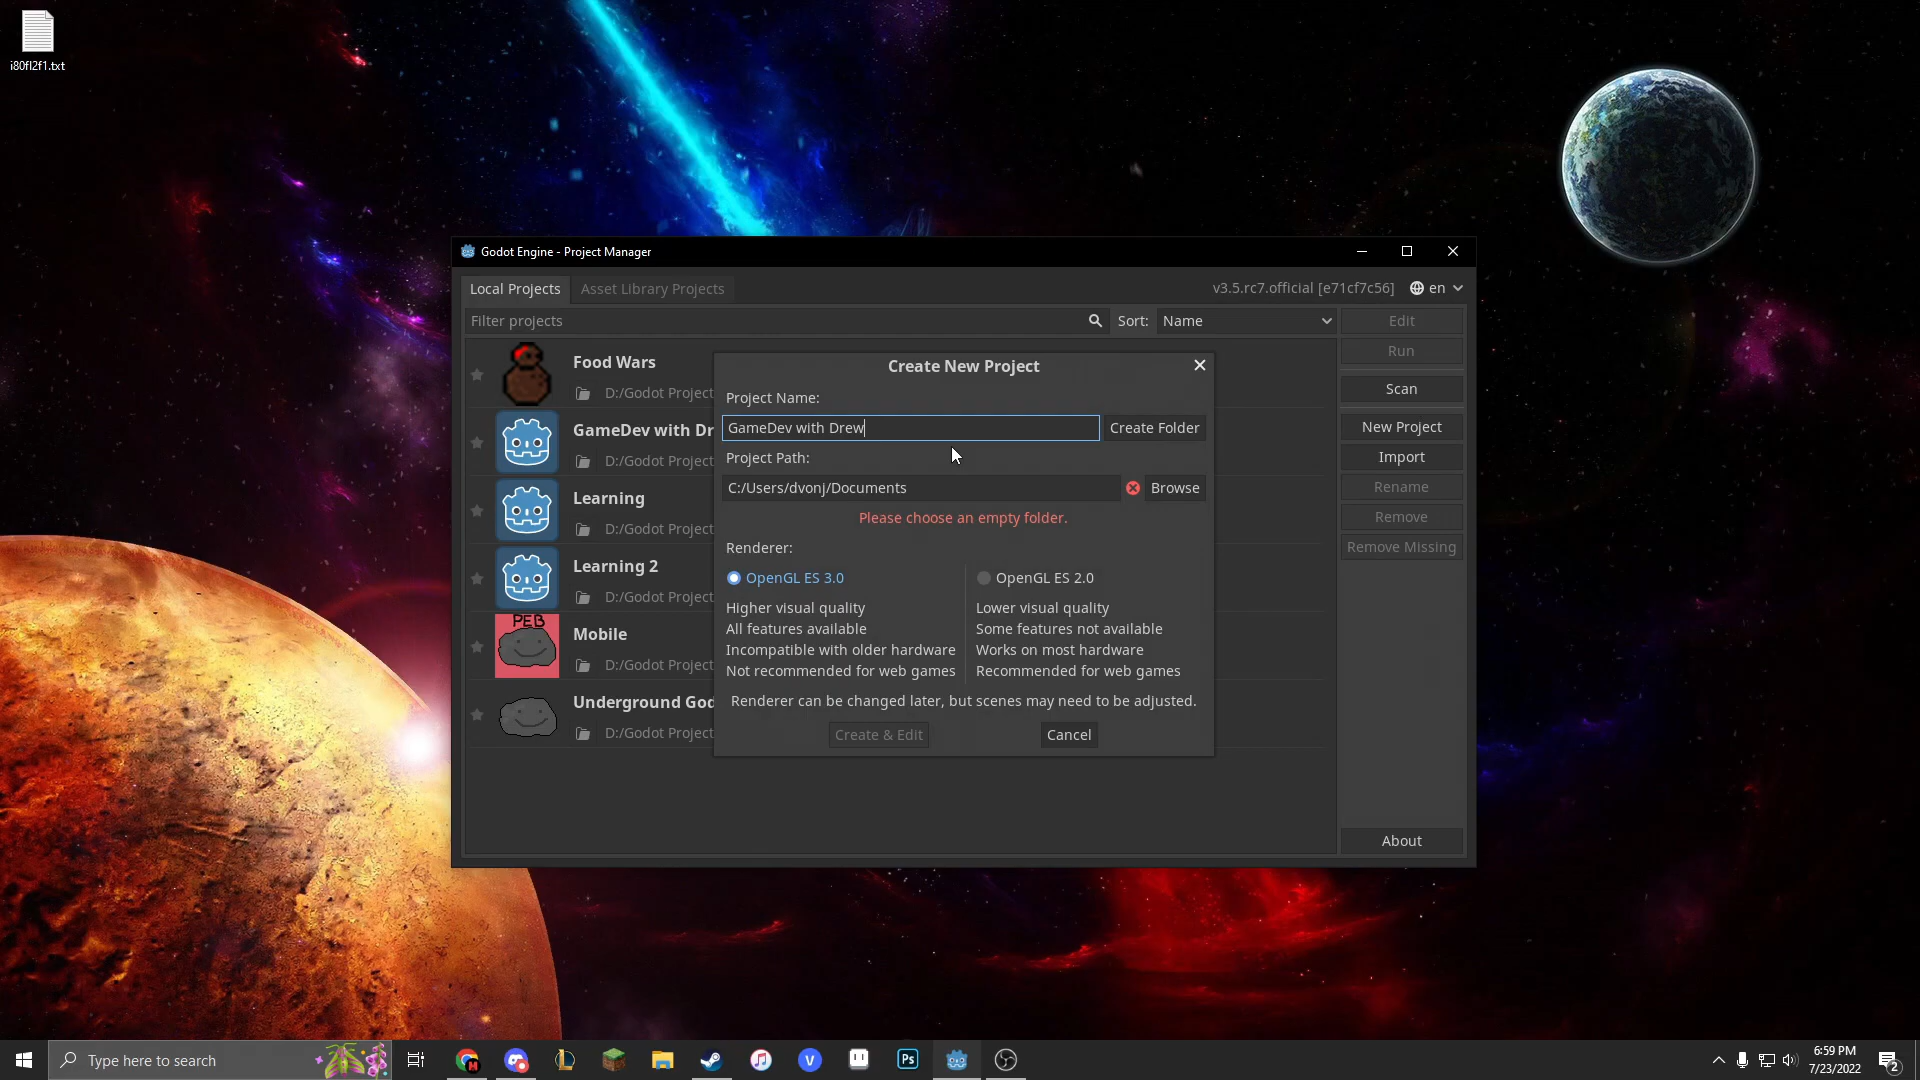 i80fl2f1.txt
Godot Engine - Project Manager
Local Projects
Asset Library Projects
v3.5.rc7.official [e71cf7c56]
en
Filter projects
Sort:
Name
Edit
Run
Scan
New Project
Import
Rename
Remove
Remove Missing
About
Food Wars
D:/Godot Project
GameDev with Dr
D:/Godot Project
Learning
D:/Godot Project
Learning 2
D:/Godot Project
PEB
Mobile
D:/Godot Project
Underground God
D:/Godot Project
Create New Project
Project Name:
GameDev with Drew
Create Folder
Project Path:
C:/Users/dvonj/Documents
Browse
Please choose an empty folder.
Renderer:
OpenGL ES 3.0
Higher visual quality
All features available
Incompatible with older hardware
Not recommended for web games
OpenGL ES 2.0
Lower visual quality
Some features not available
Works on most hardware
Recommended for web games
Renderer can be changed later, but scenes may need to be adjusted.
Create & Edit
Cancel
Type here to search
M
V
Ps
6:59 PM
7/23/2022
2